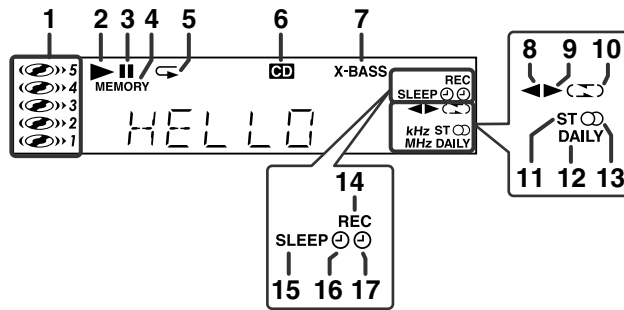 1 2 3 4 5 6 7
5 MEMORY CD X-BASS REC
4 SLEEP
3
2 HELLO kHz ST
1 MHz DAILY
8 9 10
ST
DAILY
11 12 13
14
REC
SLEEP
15 16 17